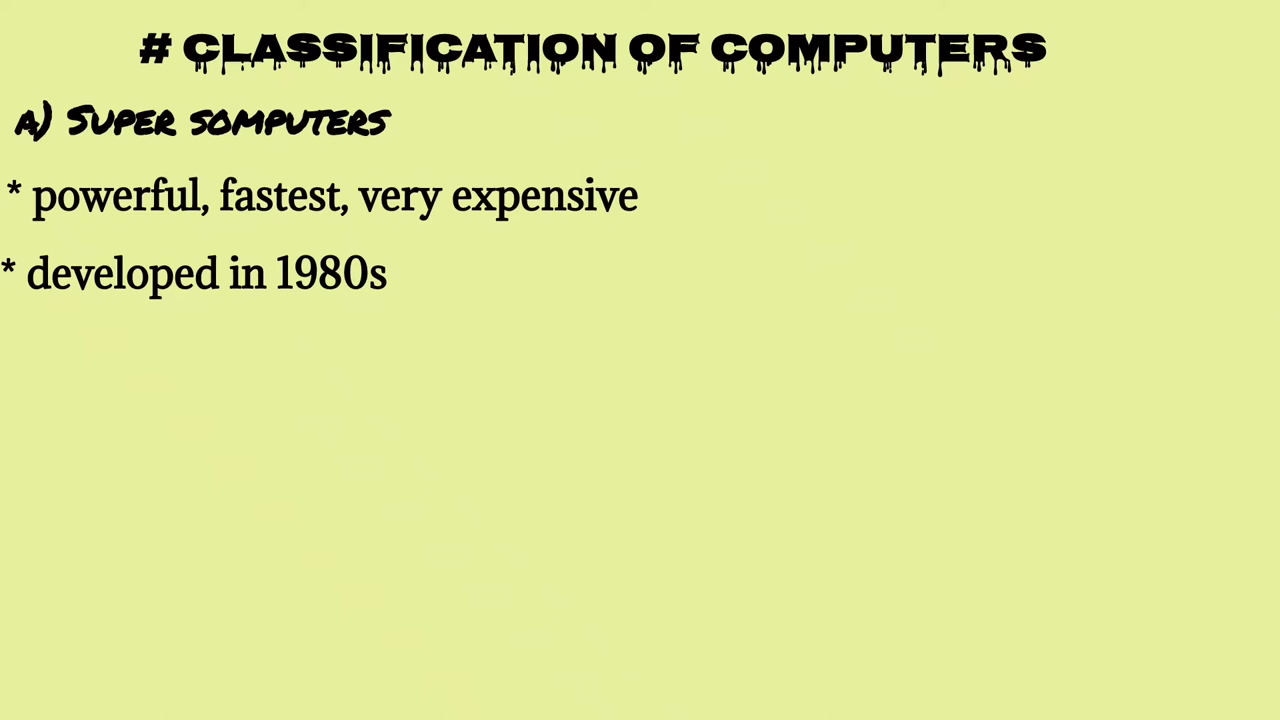 # CLASSIFICATION OF COMPUTERS
a) SUPER SOMPUTERS
* powerful, fastest, very expensive
* developed in 1980s